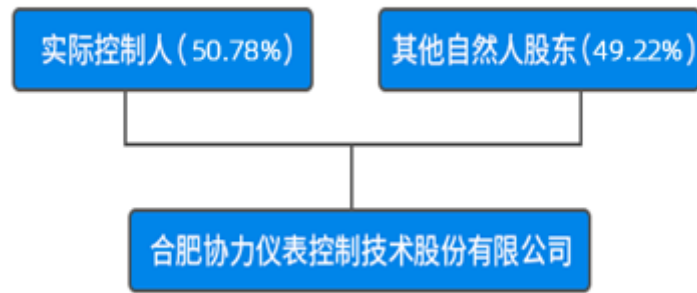 实际控制人(50.78%)
其他自然人股东(49.22%)
合肥协力仪表控制技术股份有限公司